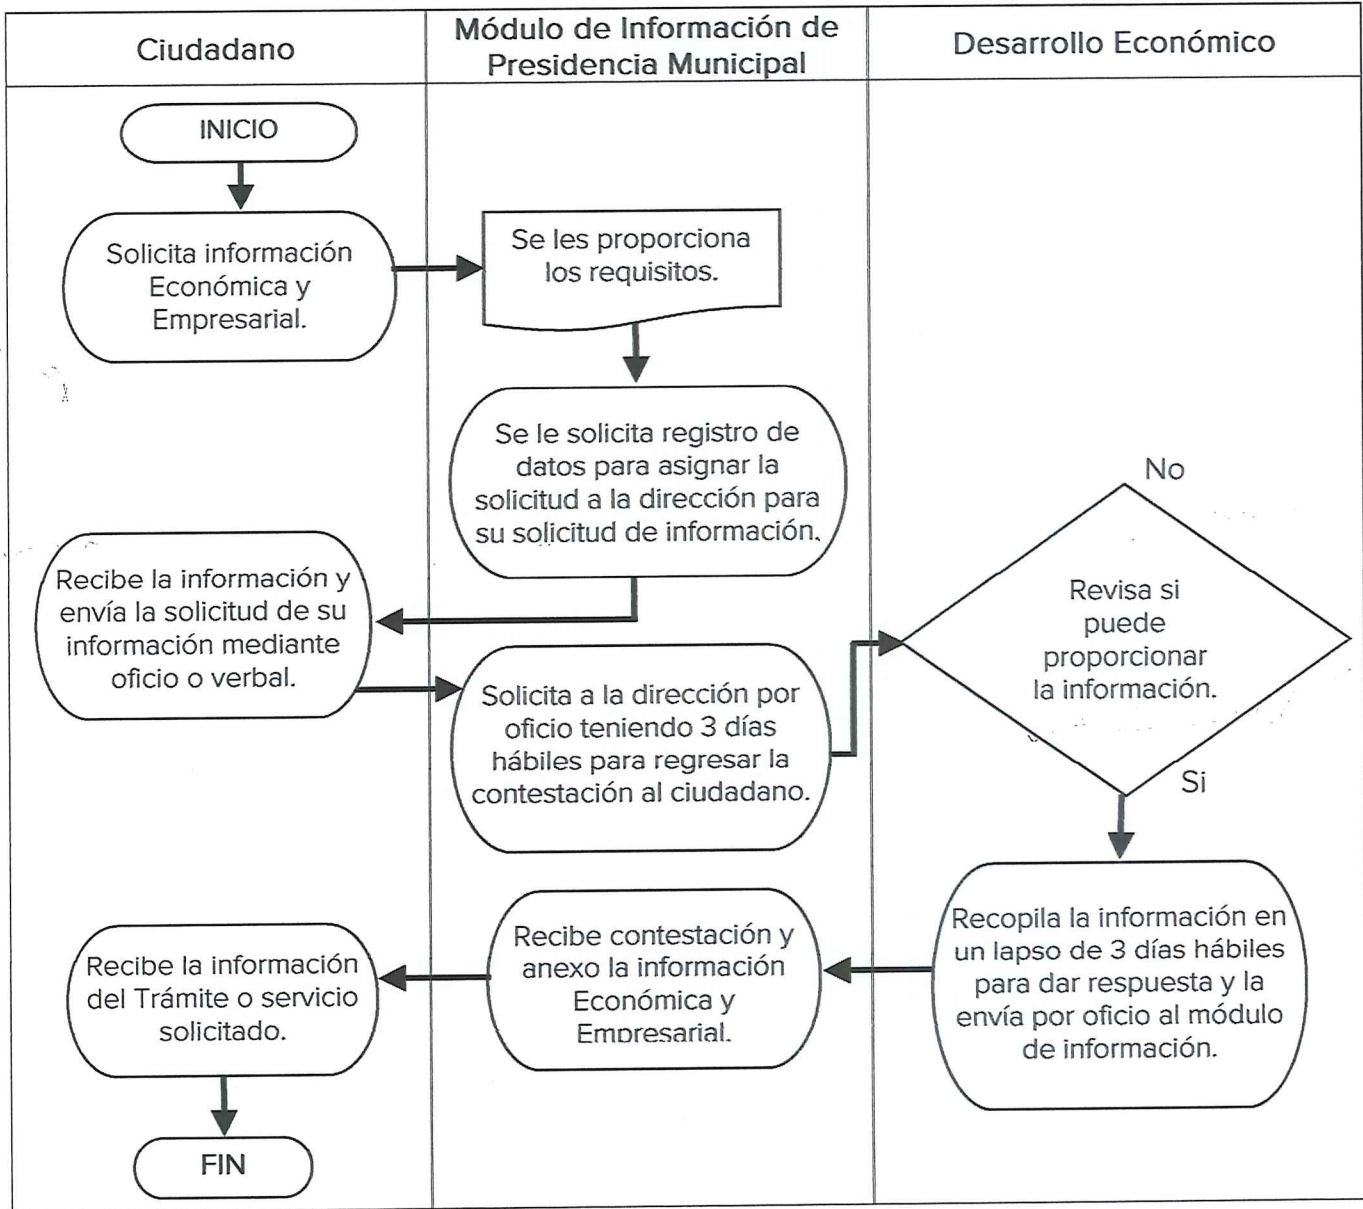 Ciudadano
Módulo de Información de
Presidencia Municipal
Desarrollo Económico
INICIO
Solicita información
Económica y
Empresarial.
Se les proporciona
los requisitos.
Se le solicita registro de
datos para asignar la
solicitud a la dirección para
su solicitud de información.
Recibe la información y
envía la solicitud de su
información mediante
oficio o verbal.
Solicita a la dirección por
oficio teniendo 3 días
hábiles para regresar la
contestación al ciudadano.
No
Revisa si
puede
proporcionar
la información.
Si
Recopila la información en
un lapso de 3 días hábiles
para dar respuesta y la
envía por oficio al módulo
de información.
Recibe contestación y
anexo la información
Económica y
Empresarial.
Recibe la información
del Trámite o servicio
solicitado.
FIN